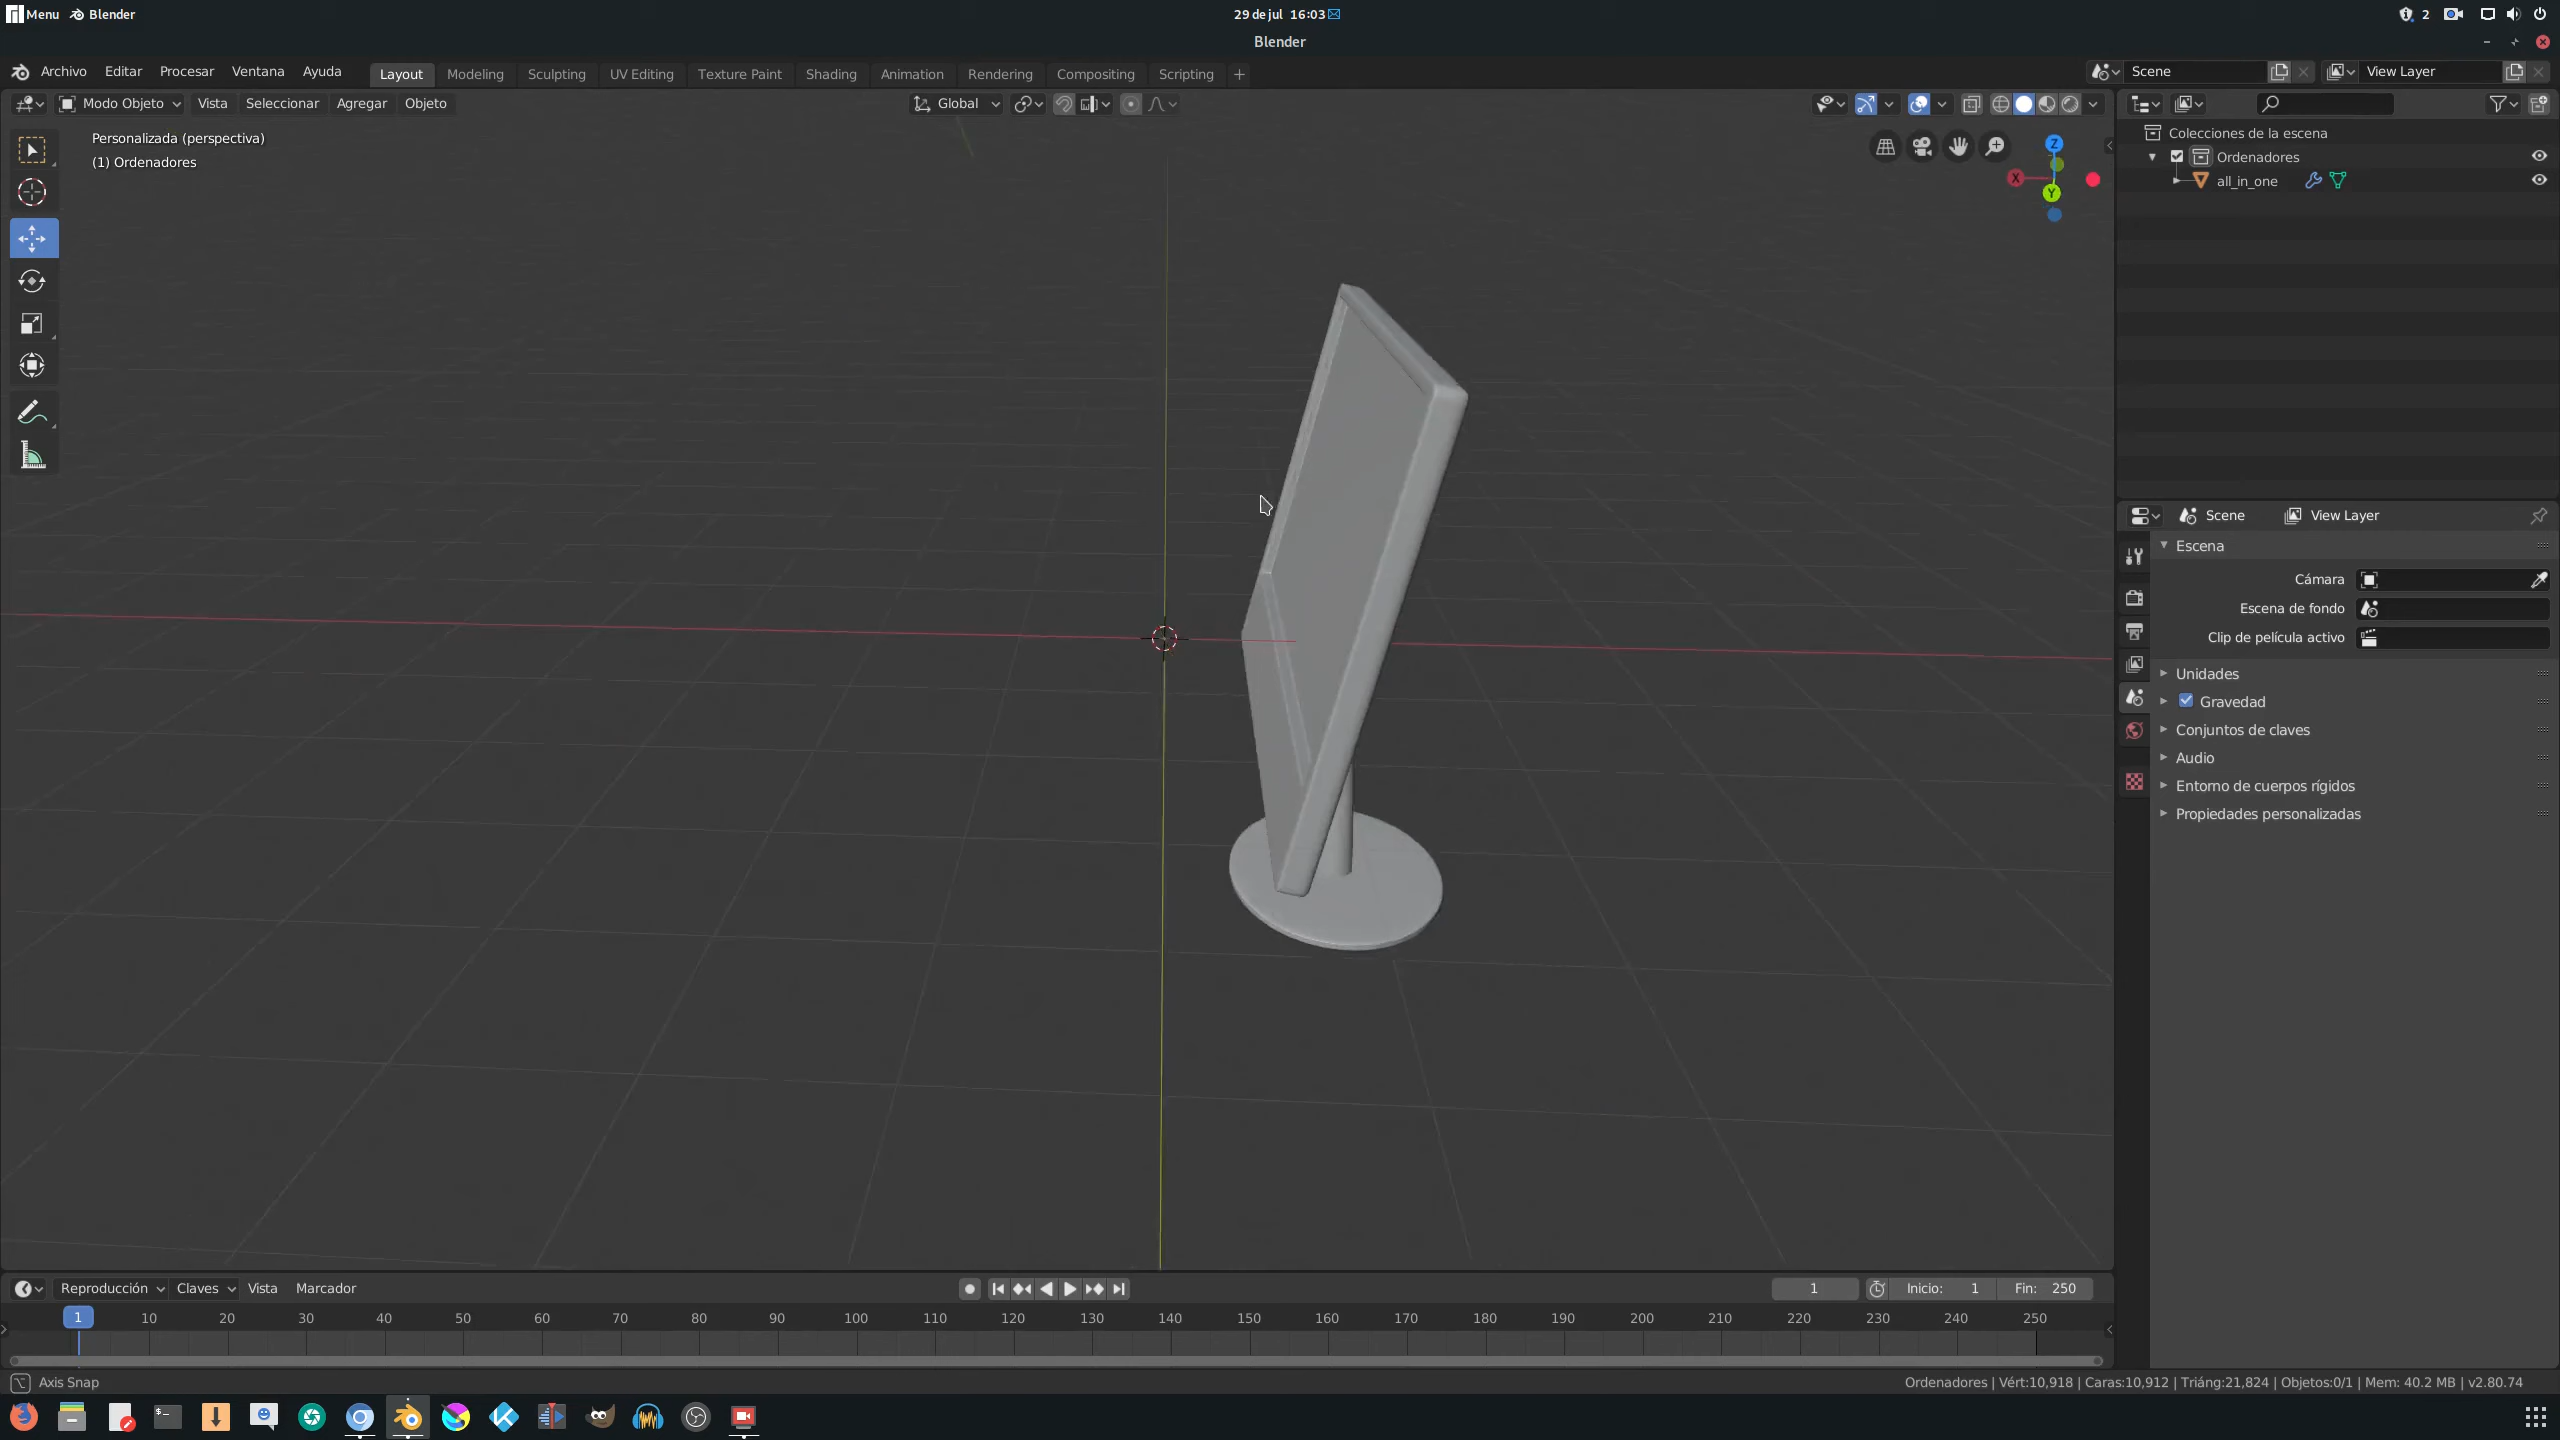 Menu Blender 29 de jul 16:03 2
Blender
Archivo Editar Procesar Ventana Ayuda Layout Modeling Sculpting UV Editing Texture Paint Shading Animation Rendering Compositing Scripting + Scene View Layer
Modo Objeto Vista Seleccionar Agregar Objeto Global
Personalizada (perspectiva)
(1) Ordenadores
Z
X
Y
Colecciones de la escena
Ordenadores
all_in_one
Scene View Layer
Escena
Cámara
Escena de fondo
Clip de película activo
Unidades
Gravedad
Conjuntos de claves
Audio
Entorno de cuerpos rígidos
Propiedades personalizadas
Reproducción Claves Vista Marcador 1 Inicio: 1 Fin: 250
1 10 20 30 40 50 60 70 80 90 100 110 120 130 140 150 160 170 180 190 200 210 220 230 240 250
Axis Snap Ordenadores | Vért:10,918 | Caras:10,912 | Triáng:21,824 | Objetos:0/1 | Mem: 40.2 MB | v2.80.74